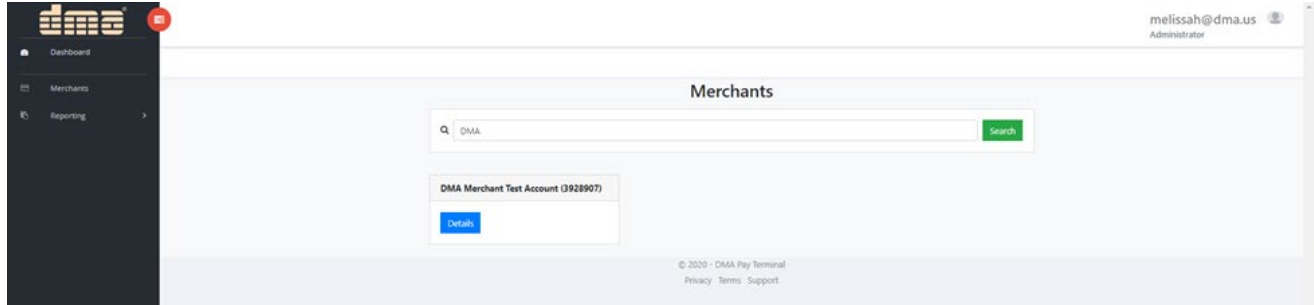 dma
melissah@dma.us
Administrator
Dashboard
Merchants
Reporting
Merchants
DMA
Search
DMA Merchant Test Account (3928907)
Details
© 2020 - DMA Pay Terminal
Privacy Terms Support